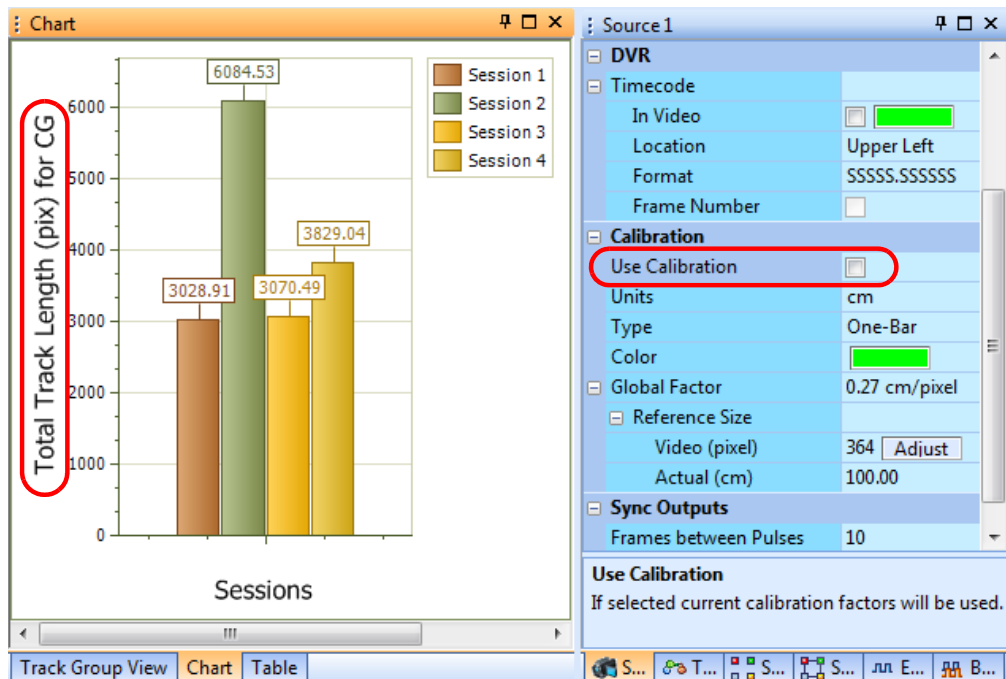 Chart
Total Track Length (pix) for CG
6084.53
3829.04
3028.91
3070.49
6000
5000
4000
3000
2000
1000
0
Session 1
Session 2
Session 3
Session 4
Sessions
Track Group View Chart Table
Source1
DVR
Timecode
In Video
Location Upper Left
Format SSSSS.SSSSSS
Frame Number
Calibration
Use Calibration
Units cm
Type One-Bar
Color
Global Factor 0.27 cm/pixel
Reference Size
Video (pixel) 364 Adjust
Actual (cm) 100.00
Sync Outputs
Frames between Pulses 10
Use Calibration
If selected current calibration factors will be used.
S... T... S... S... E... B...